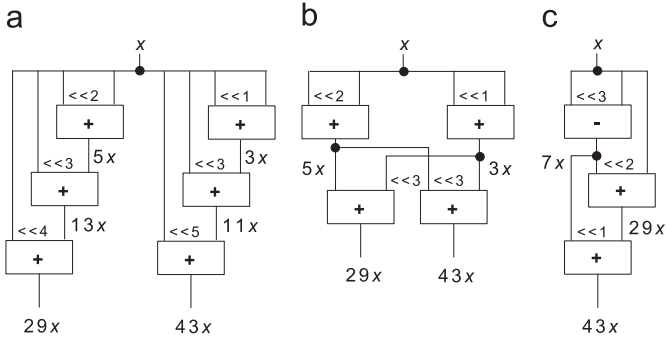 a
b
c
x
x
x
<<2
<<1
<<2
<<1
<<3
+
+
+
+
-
5x
3x
5x
3x
7x
<<3
<<3
<<3
<<3
<<2
+
+
+
+
+
13x
11x
29x
<<4
<<5
<<1
+
+
+
29x
43x
29x
43x
43x